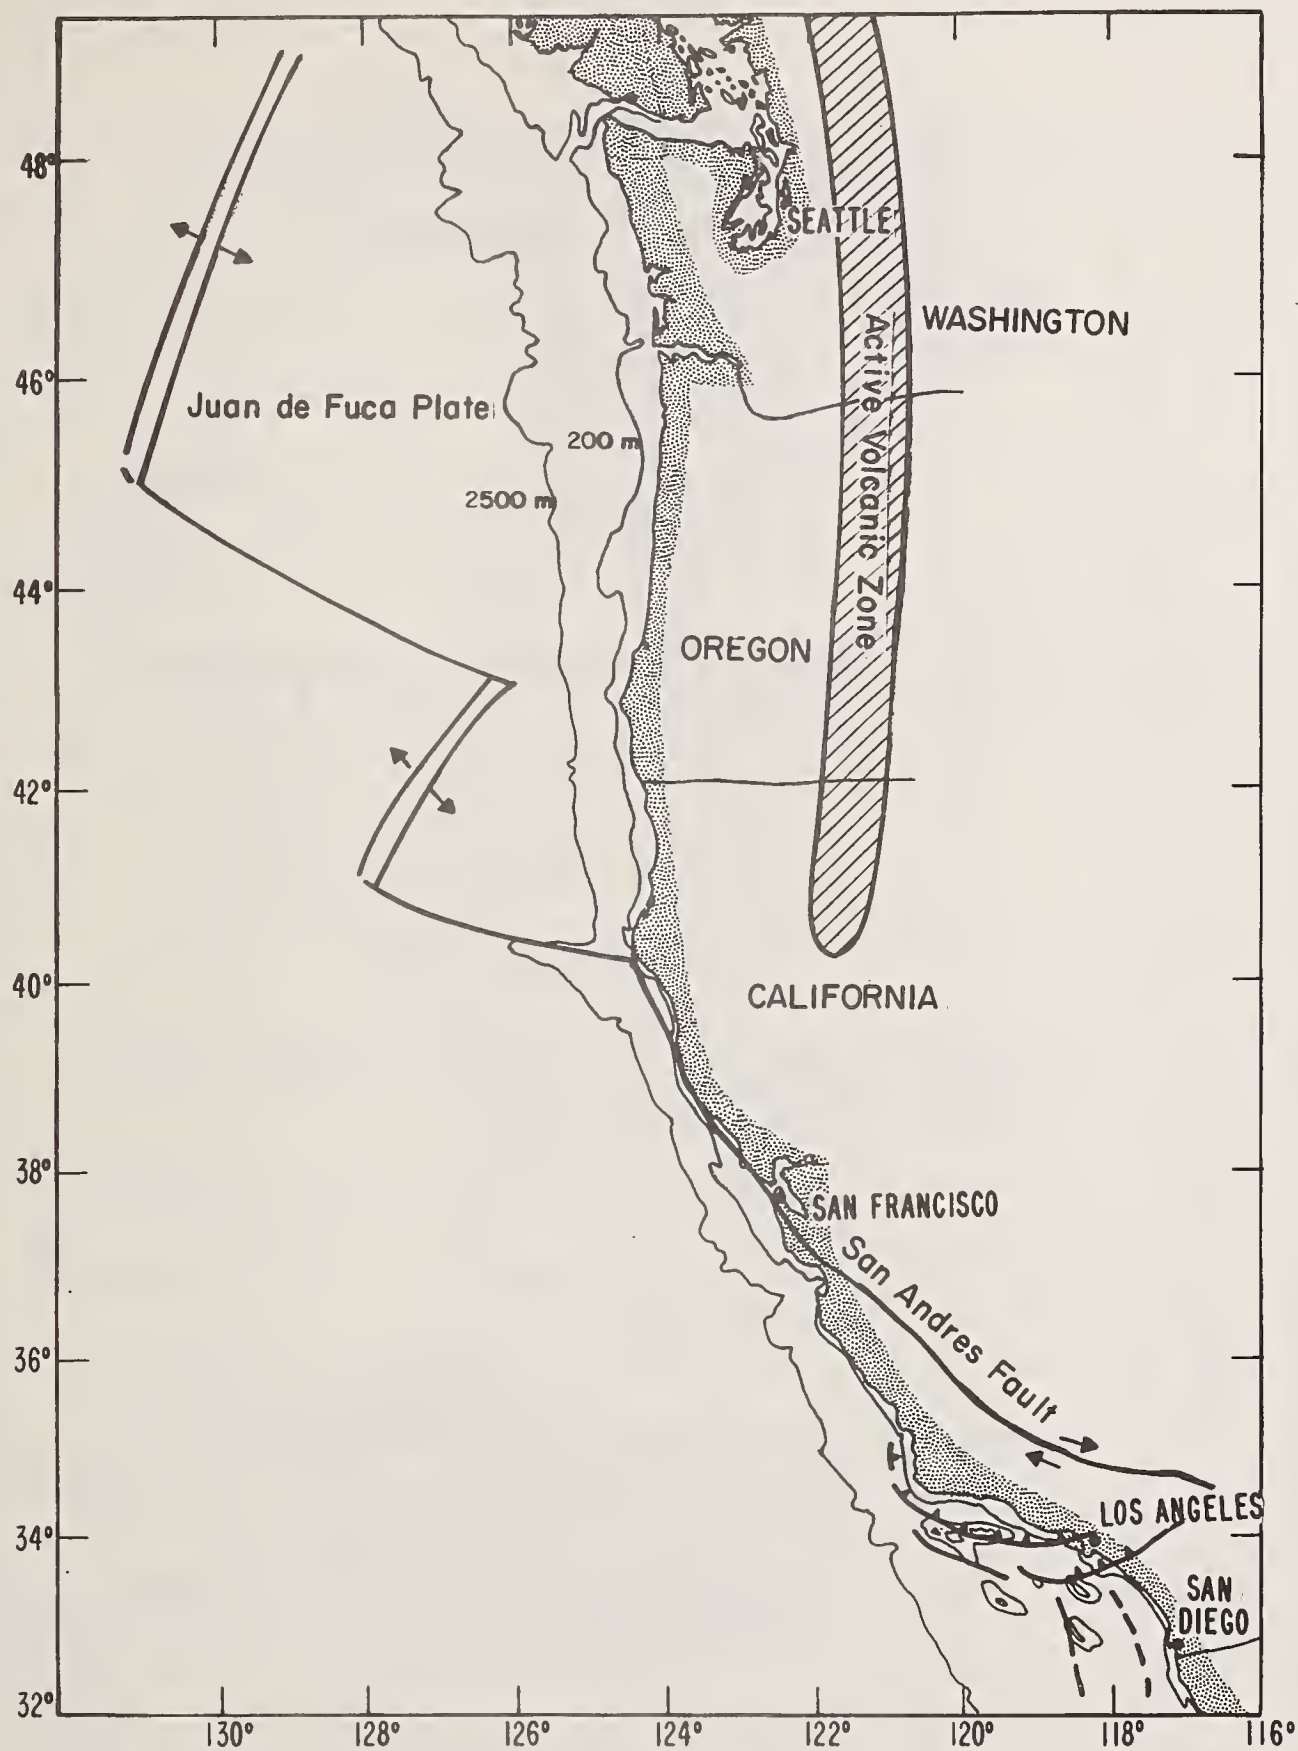 48°
SEATTLE
WASHINGTON
46°
Juan de Fuca Plate
Active Volcanic Zone
200 m
2500 m
44°
OREGON
42°
40°
CALIFORNIA
38°
SAN FRANCISCO
San Andres Fault
36°
LOS ANGELES
34°
SAN
DIEGO
32°
130°
128°
126°
124°
122°
120°
118°
116°